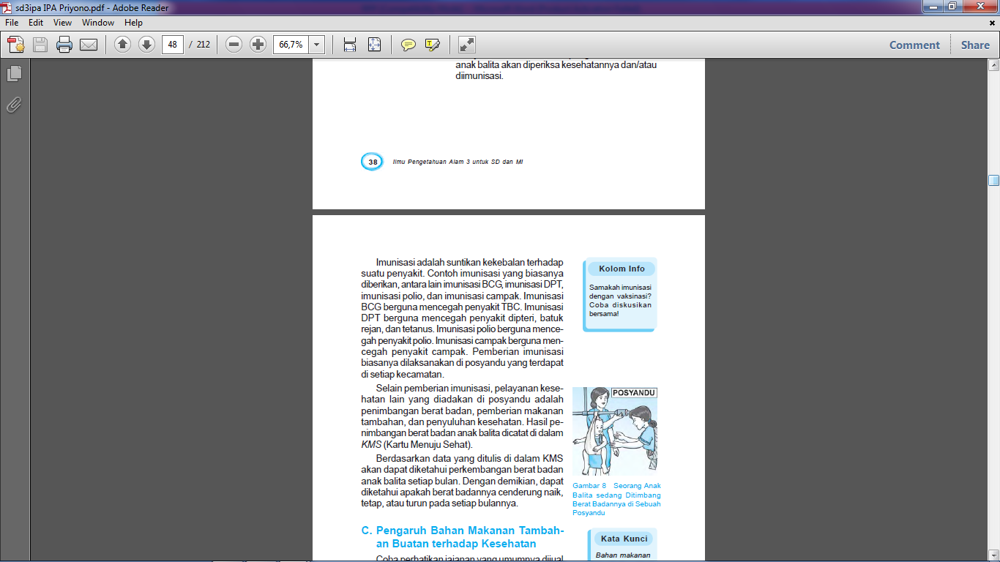 sd3ipa IPA Priyono.pdf - Adobe Reader
File Edit View Window Help
48 / 212
66,7%
Comment Share
anak balita akan diperiksa kesehatannya dan/atau
diimunisasi.
38 Ilmu Pengetahuan Alam 3 untuk SD dan MI
Imunisasi adalah suntikan kekebalan terhadap
suatu penyakit. Contoh imunisasi yang biasanya
diberikan, antara lain imunisasi BCG, imunisasi DPT,
imunisasi polio, dan imunisasi campak. Imunisasi
BCG berguna mencegah penyakit TBC. Imunisasi
DPT berguna mencegah penyakit dipteri, batuk
rejan, dan tetanus. Imunisasi polio berguna mence-
gah penyakit polio. Imunisasi campak berguna men-
cegah penyakit campak. Pemberian imunisasi
biasanya dilaksanakan di posyandu yang terdapat
di setiap kecamatan.
Selain pemberian imunisasi, pelayanan kese-
hatan lain yang diadakan di posyandu adalah
penimbangan berat badan, pemberian makanan
tambahan, dan penyuluhan kesehatan. Hasil pe-
nimbangan berat badan anak balita dicatat di dalam
KMS (Kartu Menuju Sehat).
Berdasarkan data yang ditulis di dalam KMS
akan dapat diketahui perkembangan berat badan
anak balita setiap bulan. Dengan demikian, dapat
diketahui apakah berat badannya cenderung naik,
tetap, atau turun pada setiap bulannya.
C. Pengaruh Bahan Makanan Tambah-
an Buatan terhadap Kesehatan
Coba perhatikan jajanan yang umumnya dijual
Kolom Info
Samakah imunisasi
dengan vaksinasi?
Coba diskusikan
bersama!
POSYANDU
Gambar 8 Seorang Anak
Balita sedang Ditimbang
Berat Badannya di Sebuah
Posyandu
Kata Kunci
Bahan makanan